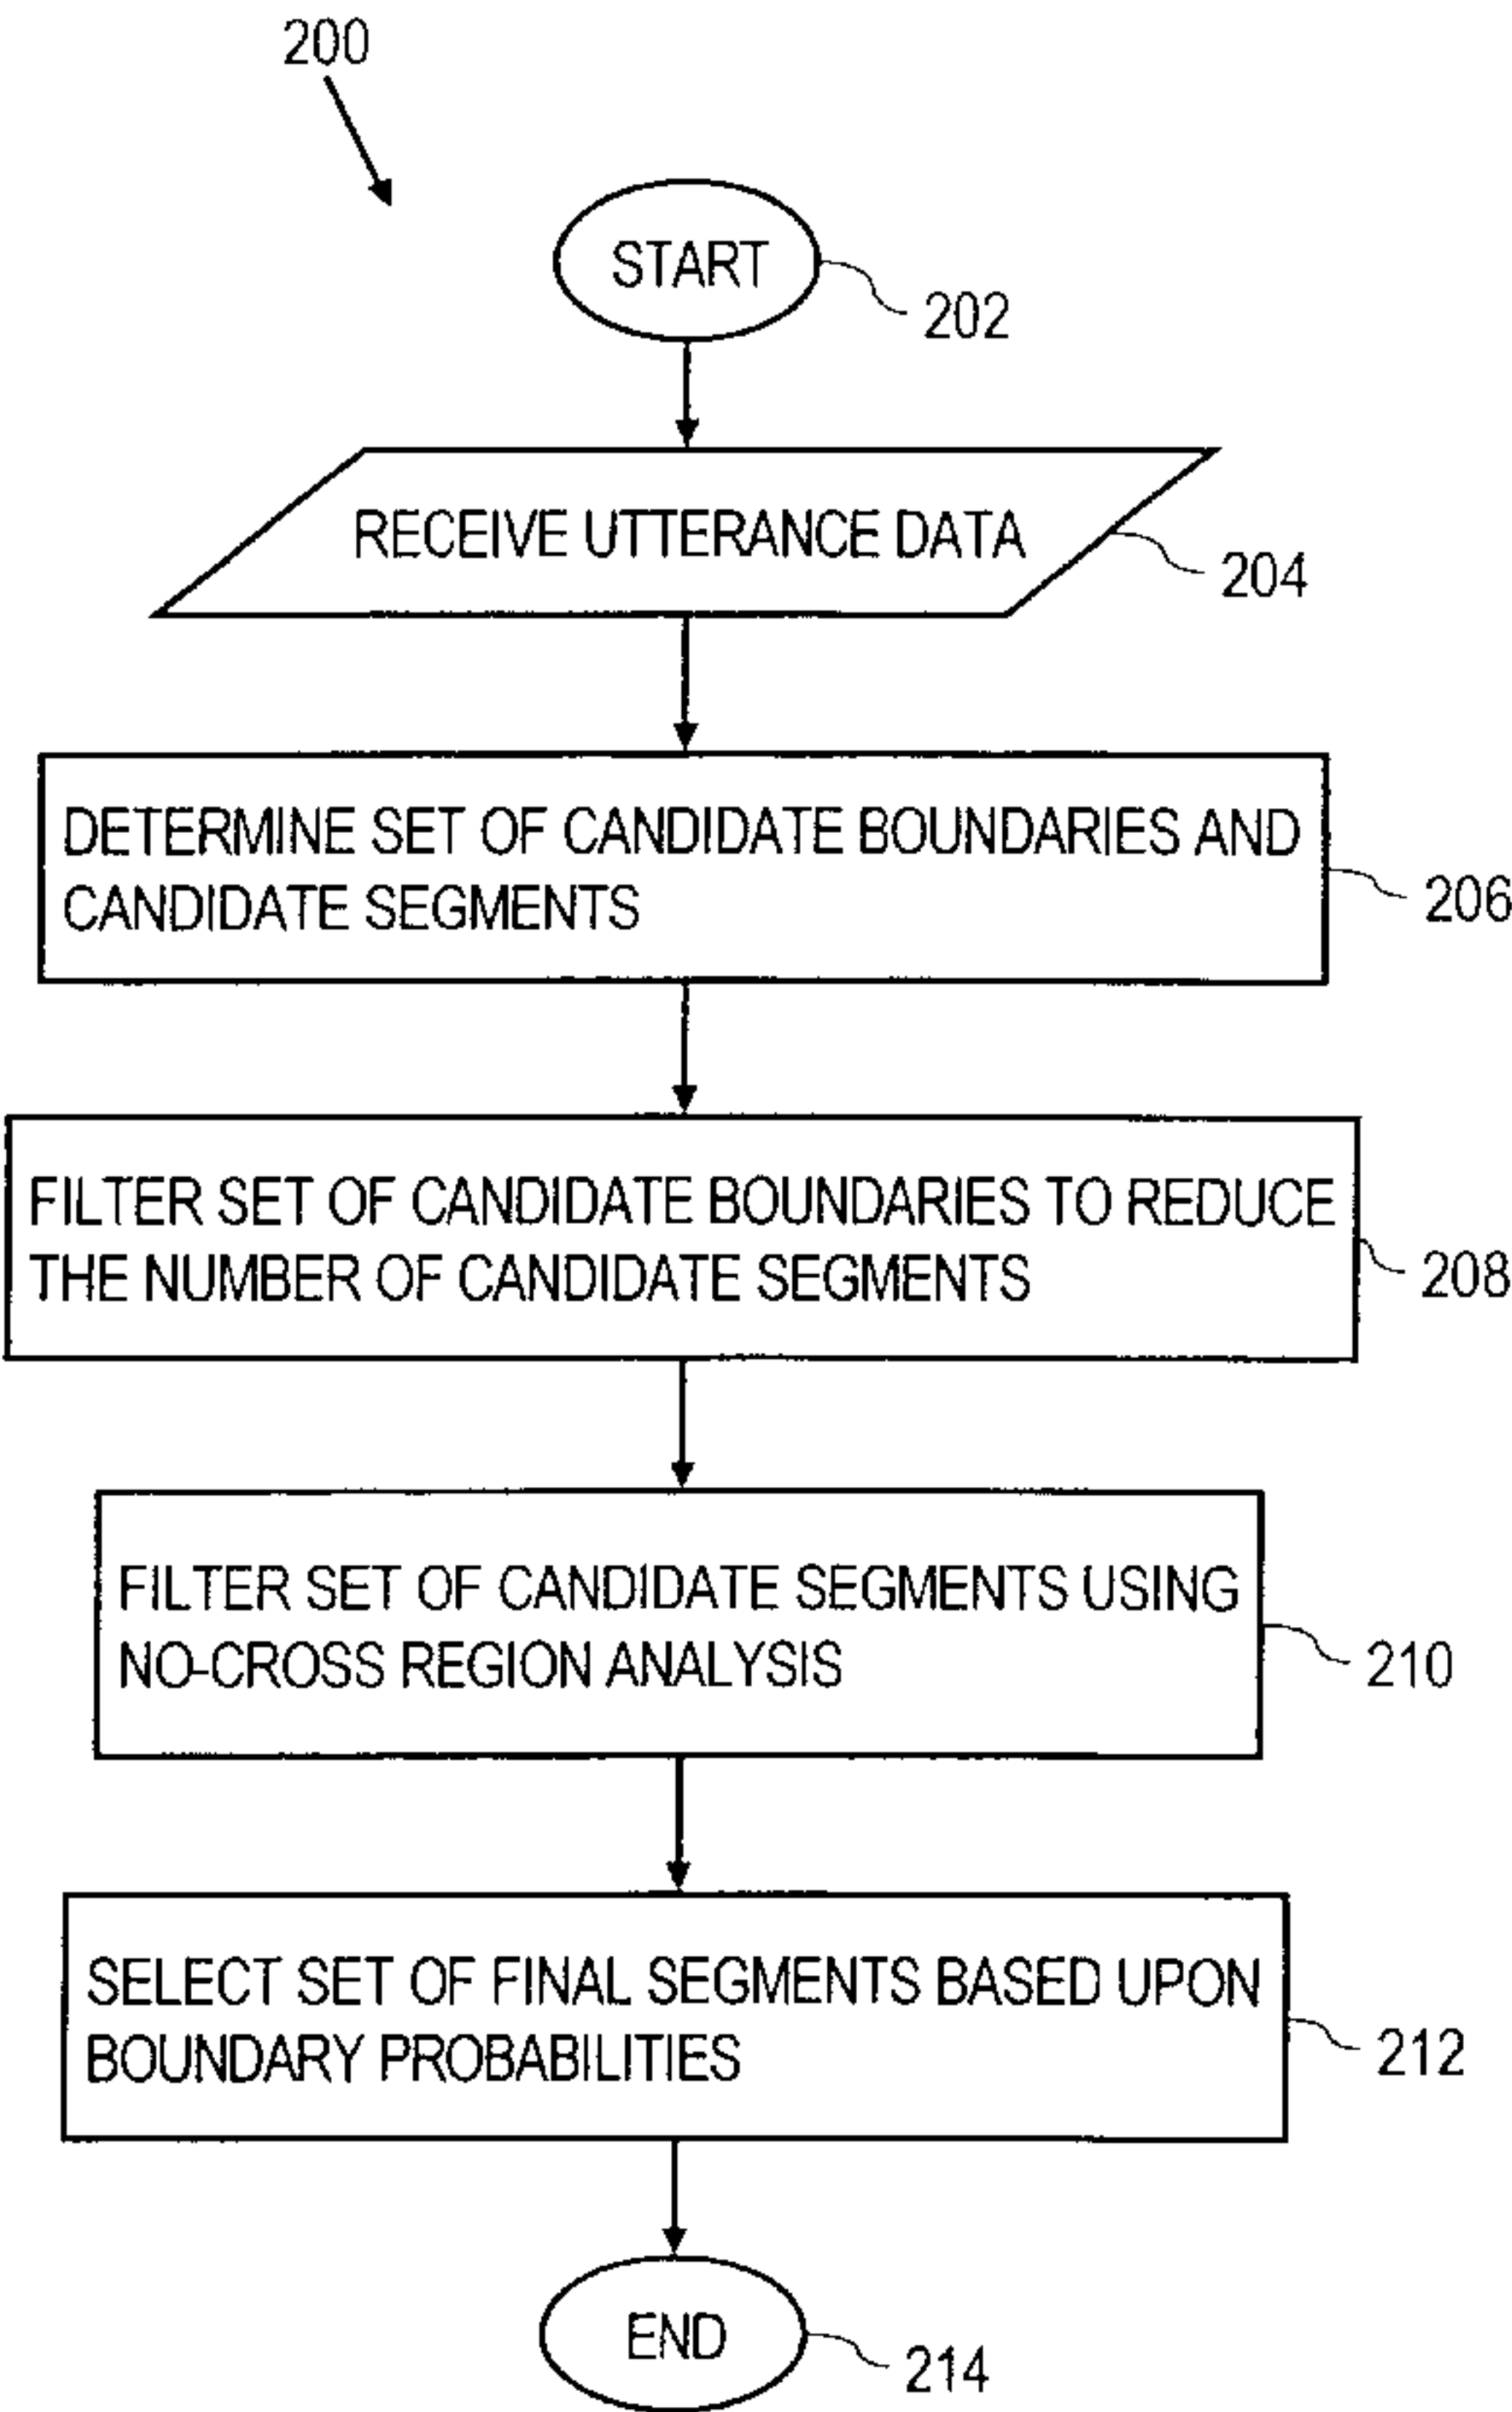 200
START
202
RECEIVE UTTERANCE DATA
204
DETERMINE SET OF CANDIDATE BOUNDARIES AND
CANDIDATE SEGMENTS
206
FILTER SET OF CANDIDATE BOUNDARIES TO REDUCE
THE NUMBER OF CANDIDATE SEGMENTS
208
FILTER SET OF CANDIDATE SEGMENTS USING
NO-CROSS REGION ANALYSIS
210
SELECT SET OF FINAL SEGMENTS BASED UPON
BOUNDARY PROBABILITIES
212
END
214